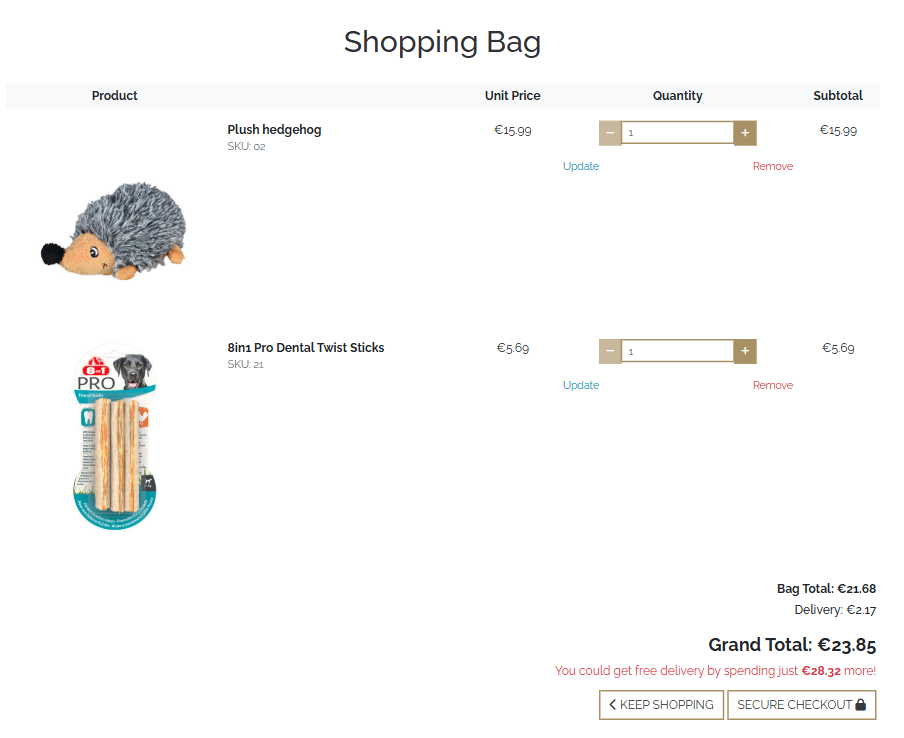 Shopping Bag
Product Unit Price Quantity Subtotal
Plush hedgehog €15.99 − 1 + €15.99
SKU: 02
Update Remove
8in1 Pro Dental Twist Sticks €5.69 − 1 + €5.69
SKU: 21
Update Remove
8in1
PRO
Bag Total: €21.68
Delivery: €2.17
Grand Total: €23.85
You could get free delivery by spending just €28.32 more!
KEEP SHOPPING SECURE CHECKOUT